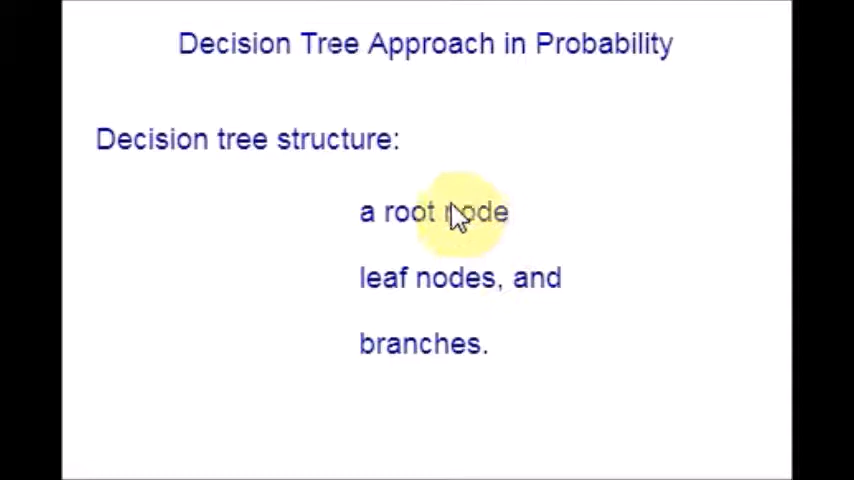 Decision Tree Approach in Probability
Decision tree structure:
a root node
leaf nodes, and
branches.